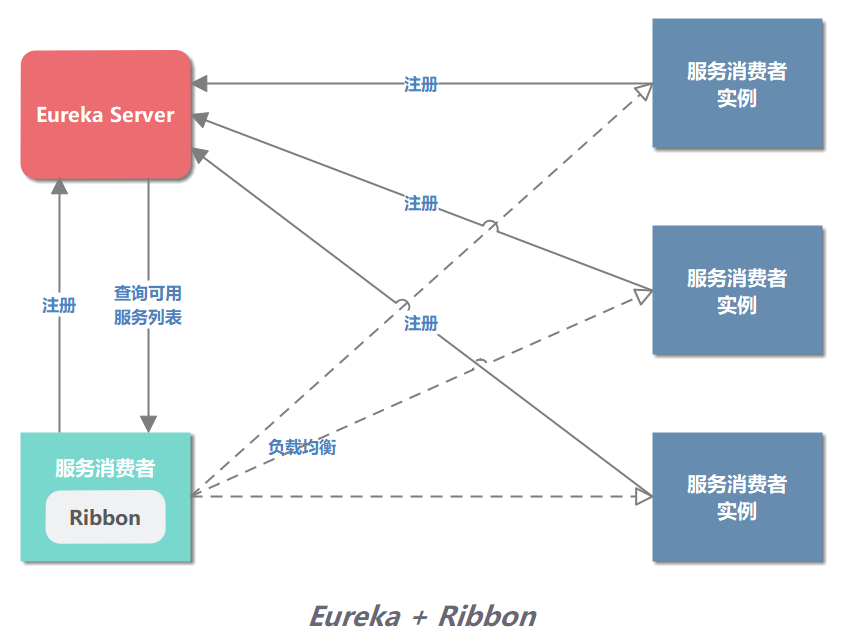 Eureka Server
注册
服务消费者
实例
注册
服务消费者
实例
注册
查询可用
服务列表
注册
负载均衡
服务消费者
Ribbon
服务消费者
实例
Eureka + Ribbon